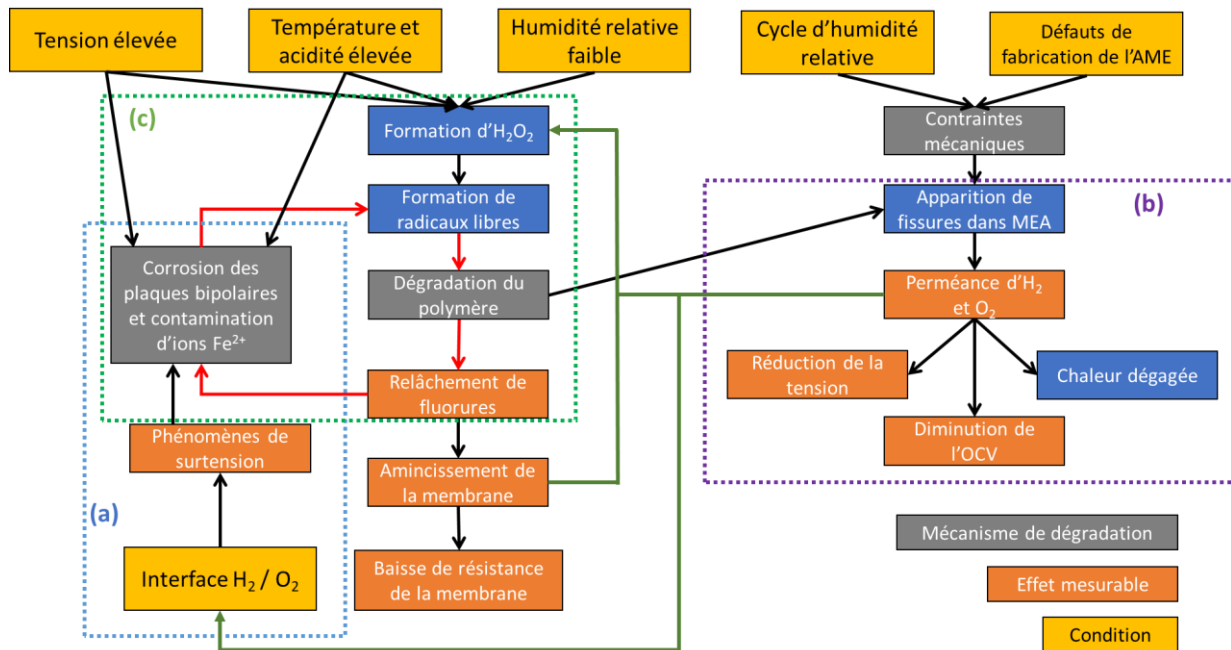 Tension élevée
Température et
acidité élevée
Humidité relative
faible
Cycle d'humidité
relative
Défauts de
fabrication de l'AME
(c)
Formation d'H₂O₂
Contraintes
mécaniques
Formation de
radicaux libres
Apparition de
fissures dans MEA
(b)
Corrosion des
plaques bipolaires
et contamination
d'ions Fe²⁺
Dégradation du
polymère
Perméance d'H₂
et O₂
Relâchement de
fluorures
Réduction de la
tension
Chaleur dégagée
Phénomènes de
surtension
Diminution de
l'OCV
Amincissement de
la membrane
(a)
Interface H₂ / O₂
Baisse de résistance
de la membrane
Mécanisme de dégradation
Effet mesurable
Condition